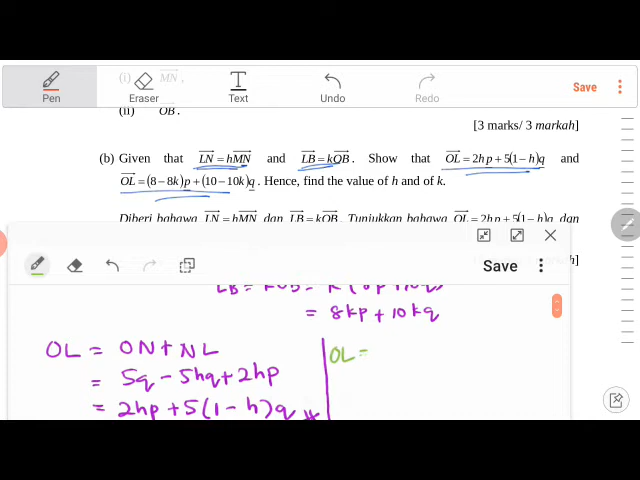 (i) MN,
Pen
Eraser
Text
Undo
Redo
Save
(ii) OB.
[3 marks/ 3 markah]
(b) Given that LN = hMN and LB = kOB. Show that OL = 2hp + 5(1−h)q and
OL = (8−8k)p + (10−10k)q. Hence, find the value of h and of k.
Diberi bahawa LN = hMN dan LB = kOB. Tunjukkan bahawa OL = 2hp + 5(1−h)q dan
Save
LB = kOB = k(8p+10q)
= 8kp + 10kq
OL = ON + NL
= 5q − 5hq + 2hp
= 2hp + 5(1−h)q
OL =